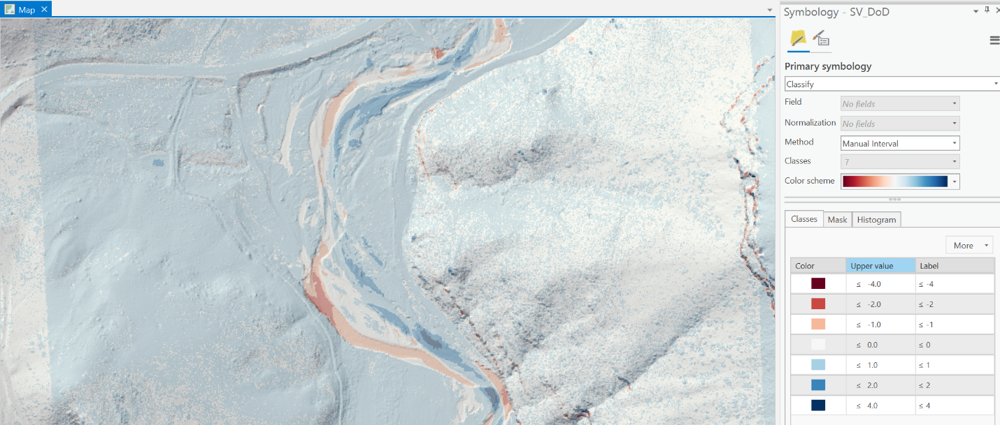 Map
Symbology - SV_DoD
Primary symbology
Classify
Field No fields
Normalization No fields
Method Manual Interval
Classes 7
Color scheme
Classes Mask Histogram
More
Color Upper value Label
≤ -4.0 ≤ -4
≤ -2.0 ≤ -2
≤ -1.0 ≤ -1
≤ 0.0 ≤ 0
≤ 1.0 ≤ 1
≤ 2.0 ≤ 2
≤ 4.0 ≤ 4